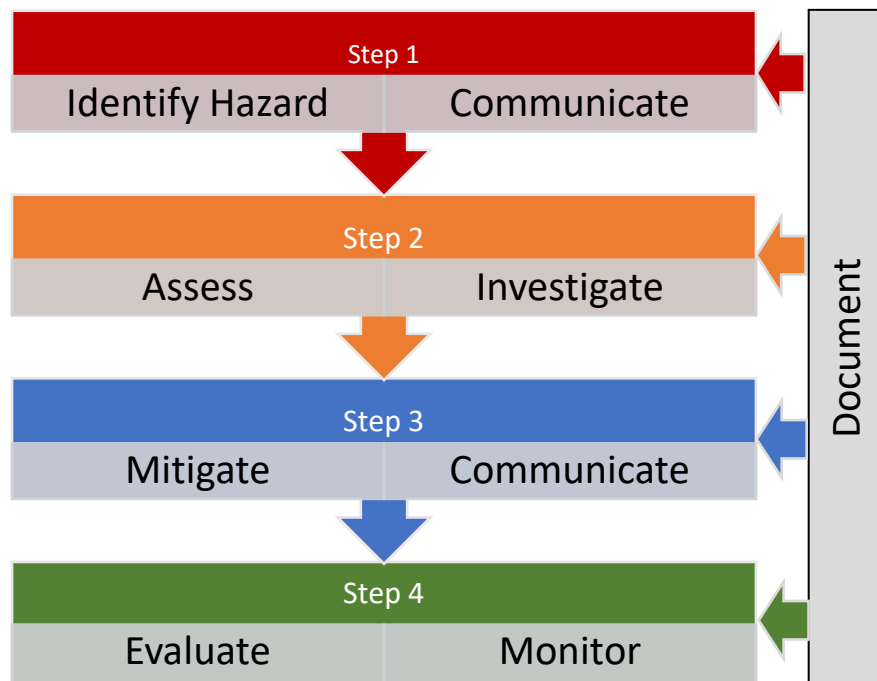 Step 1
Identify Hazard
Communicate
Step 2
Assess
Investigate
Step 3
Mitigate
Communicate
Step 4
Evaluate
Monitor
Document